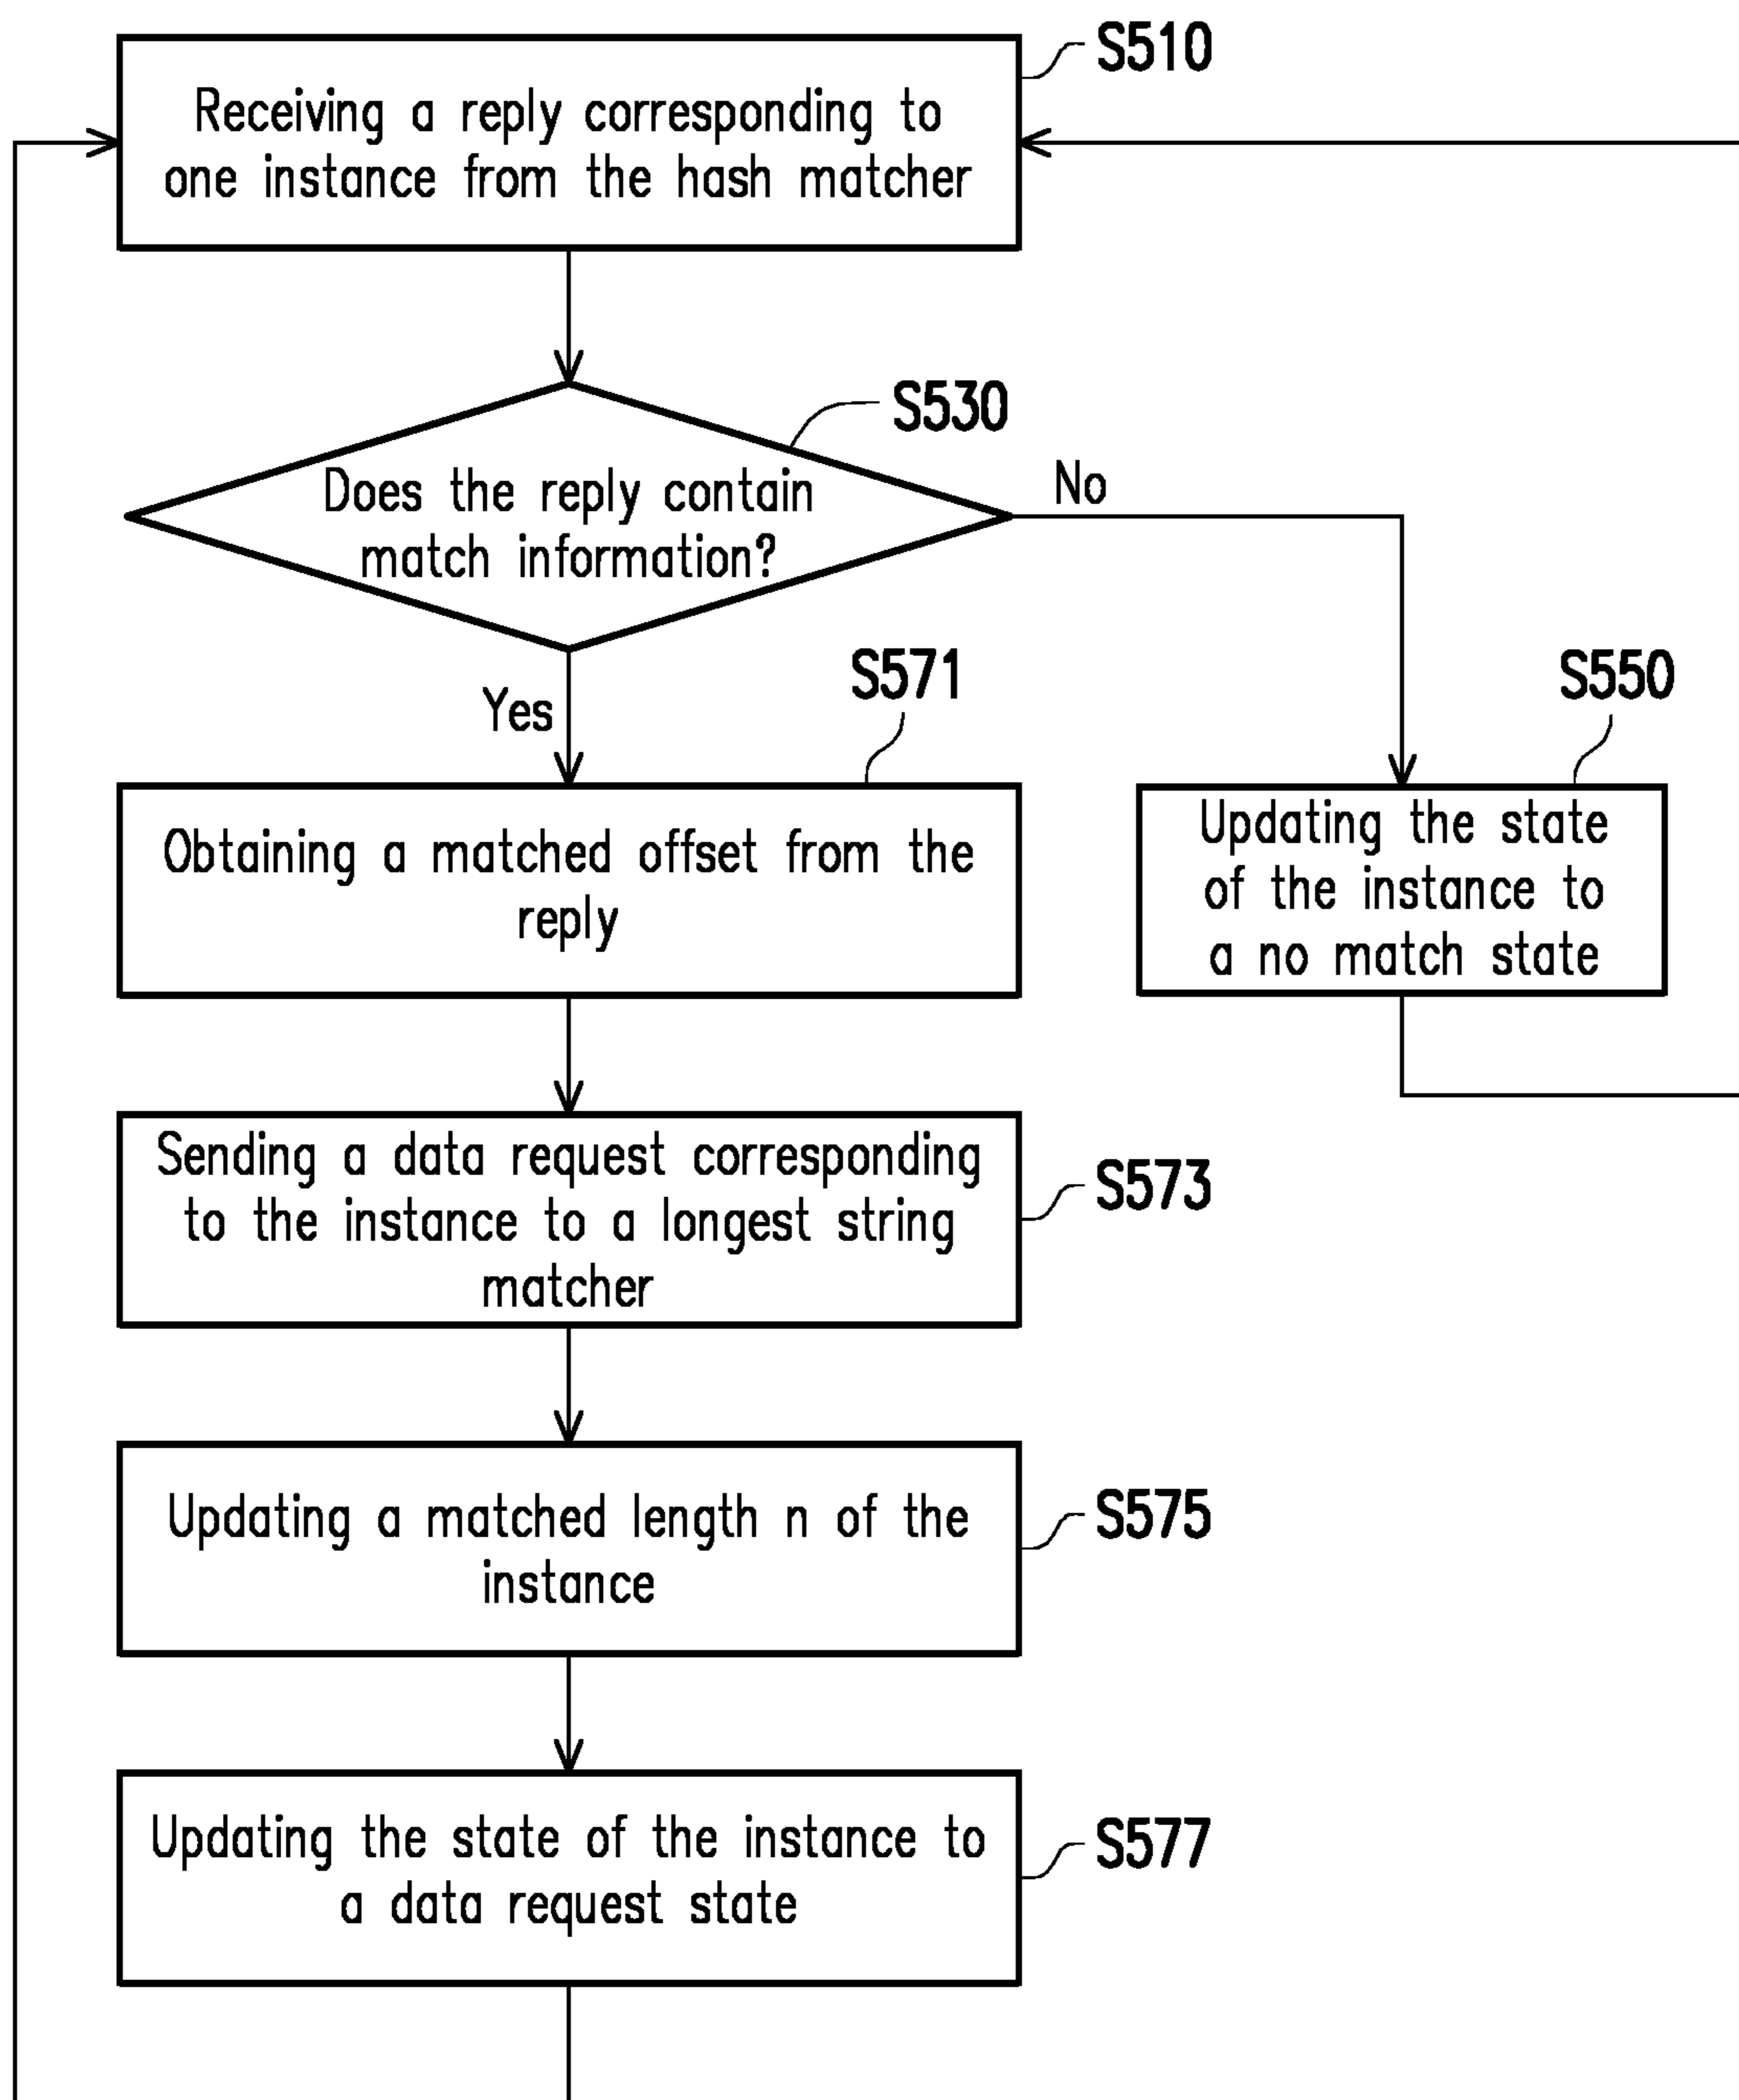 S510
Receiving a reply corresponding to
one instance from the hash matcher
S530
Does the reply contain
match information?
No
Yes
S571
S550
Obtaining a matched offset from the
reply
Updating the state
of the instance to
a no match state
Sending a data request corresponding
to the instance to a longest string
matcher
S573
Updating a matched length n of the
instance
S575
Updating the state of the instance to
a data request state
S577